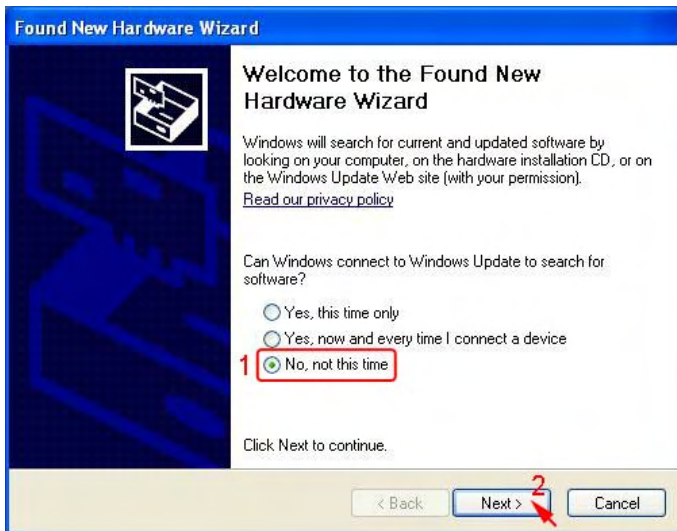 Found New Hardware Wizard
Welcome to the Found New
Hardware Wizard
Windows will search for current and updated software by
looking on your computer, on the hardware installation CD, or on
the Windows Update Web site (with your permission).
Read our privacy policy
Can Windows connect to Windows Update to search for
software?
Yes, this time only
Yes, now and every time I connect a device
1 No, not this time
Click Next to continue.
< Back
Next >
2
Cancel